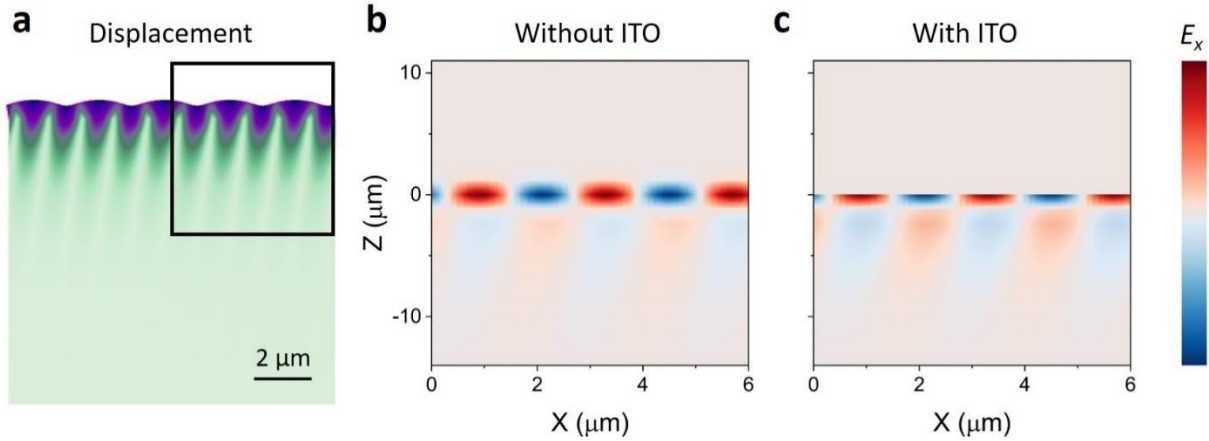 a
Displacement
2 μm
b
Without ITO
Z (μm)
10
0
-10
0
2
4
6
X (μm)
c
With ITO
0
2
4
6
X (μm)
Eₓ